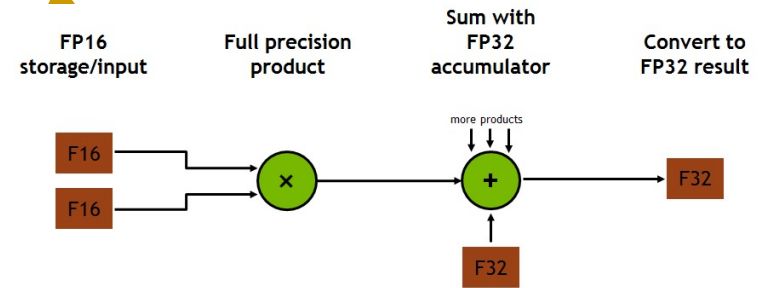 FP16
storage/input
Full precision
product
Sum with
FP32
accumulator
Convert to
FP32 result
more products
F16
F16
×
+
F32
F32